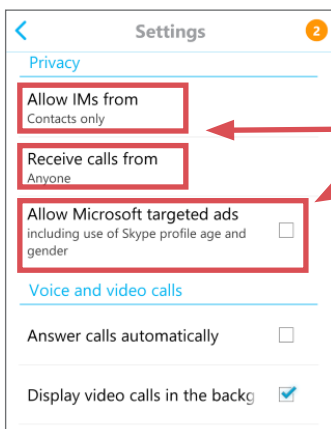 Settings
2
Privacy
Allow IMs from
Contacts only
Receive calls from
Anyone
Allow Microsoft targeted ads
including use of Skype profile age and
gender
Voice and video calls
Answer calls automatically
Display video calls in the backg